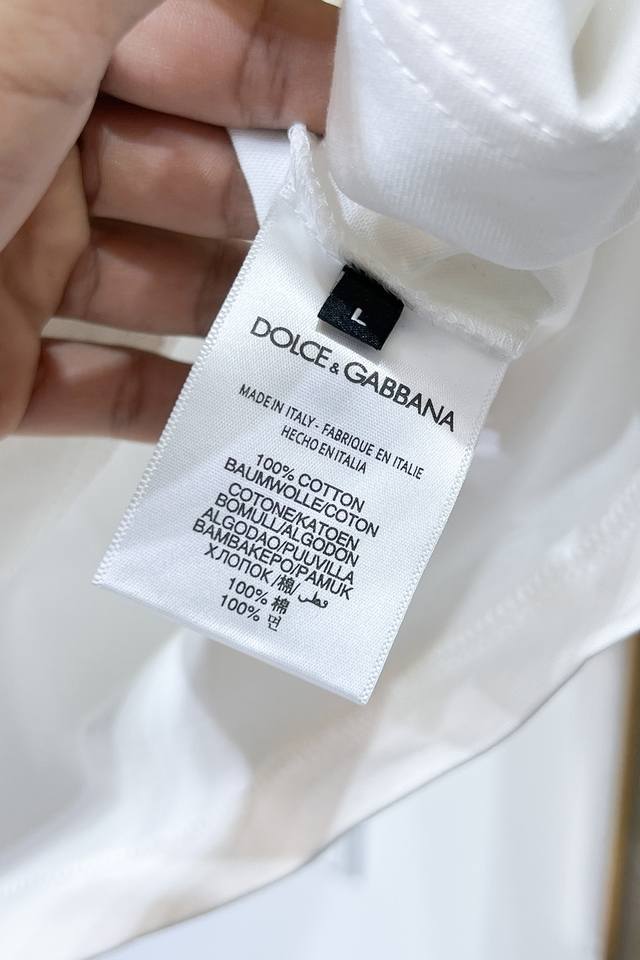 L
DOLCE & GABBANA
MADE IN ITALY - FABRIQUE EN ITALIE
HECHO EN ITALIA
100% COTTON
BAUMWOLLE/COTON
COTONE/KATOEN
BOMULL/ALGODON
ALGODAO/PUUVILLA
BAMBAKEPO/PAMUK
ХЛОПОК /棉/ قطن
100% 棉
100% 면